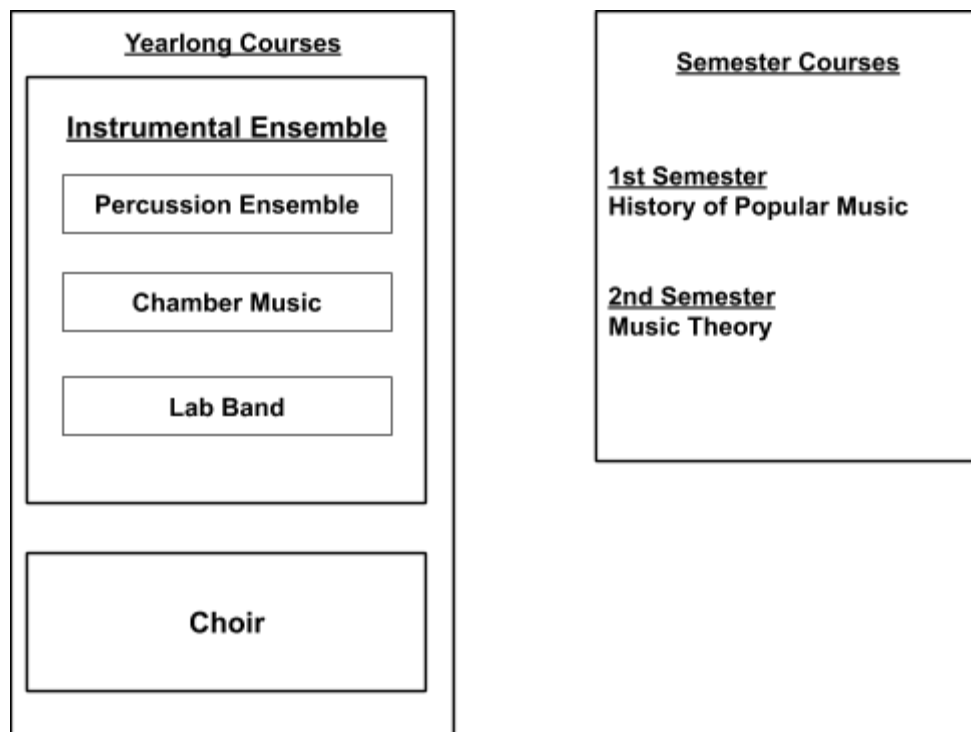 Yearlong Courses
Instrumental Ensemble
Percussion Ensemble
Chamber Music
Lab Band
Choir
Semester Courses
1st Semester
History of Popular Music
2nd Semester
Music Theory